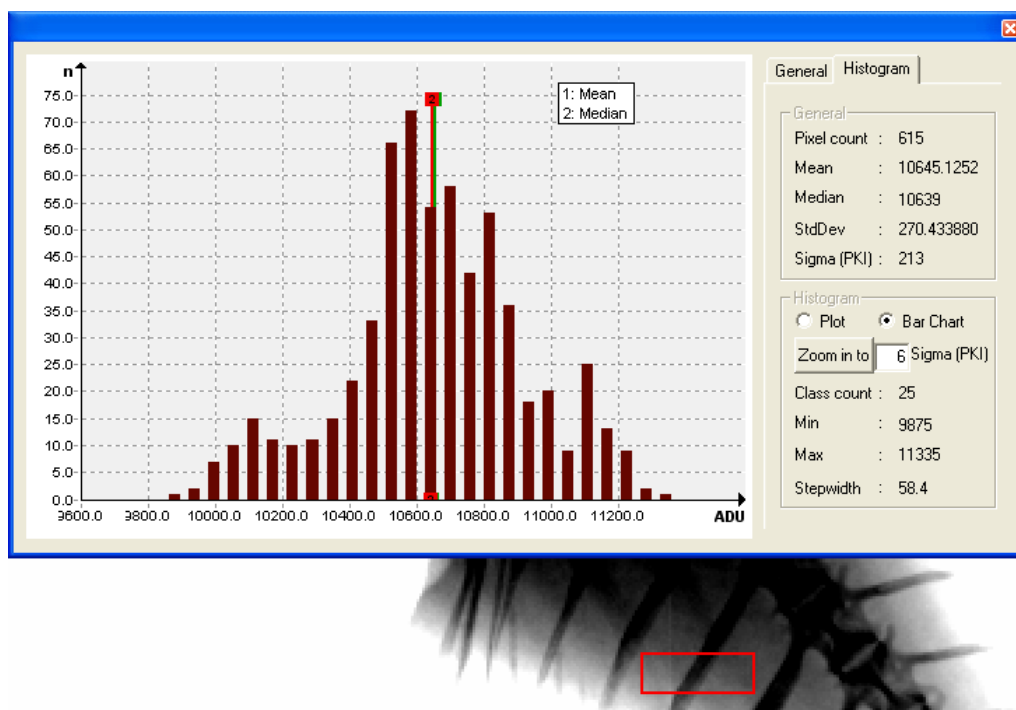 General Histogram
n
1: Mean
2: Median
2
75.0
70.0
65.0
60.0
55.0
50.0
45.0
40.0
35.0
30.0
25.0
20.0
15.0
10.0
5.0
0.0
9600.0 9800.0 10000.0 10200.0 10400.0 10600.0 10800.0 11000.0 11200.0 ADU
General
Pixel count : 615
Mean : 10645.1252
Median : 10639
StdDev : 270.433880
Sigma (PKI) : 213
Histogram
Plot Bar Chart
Zoom in to 6 Sigma (PKI)
Class count : 25
Min : 9875
Max : 11335
Stepwidth : 58.4